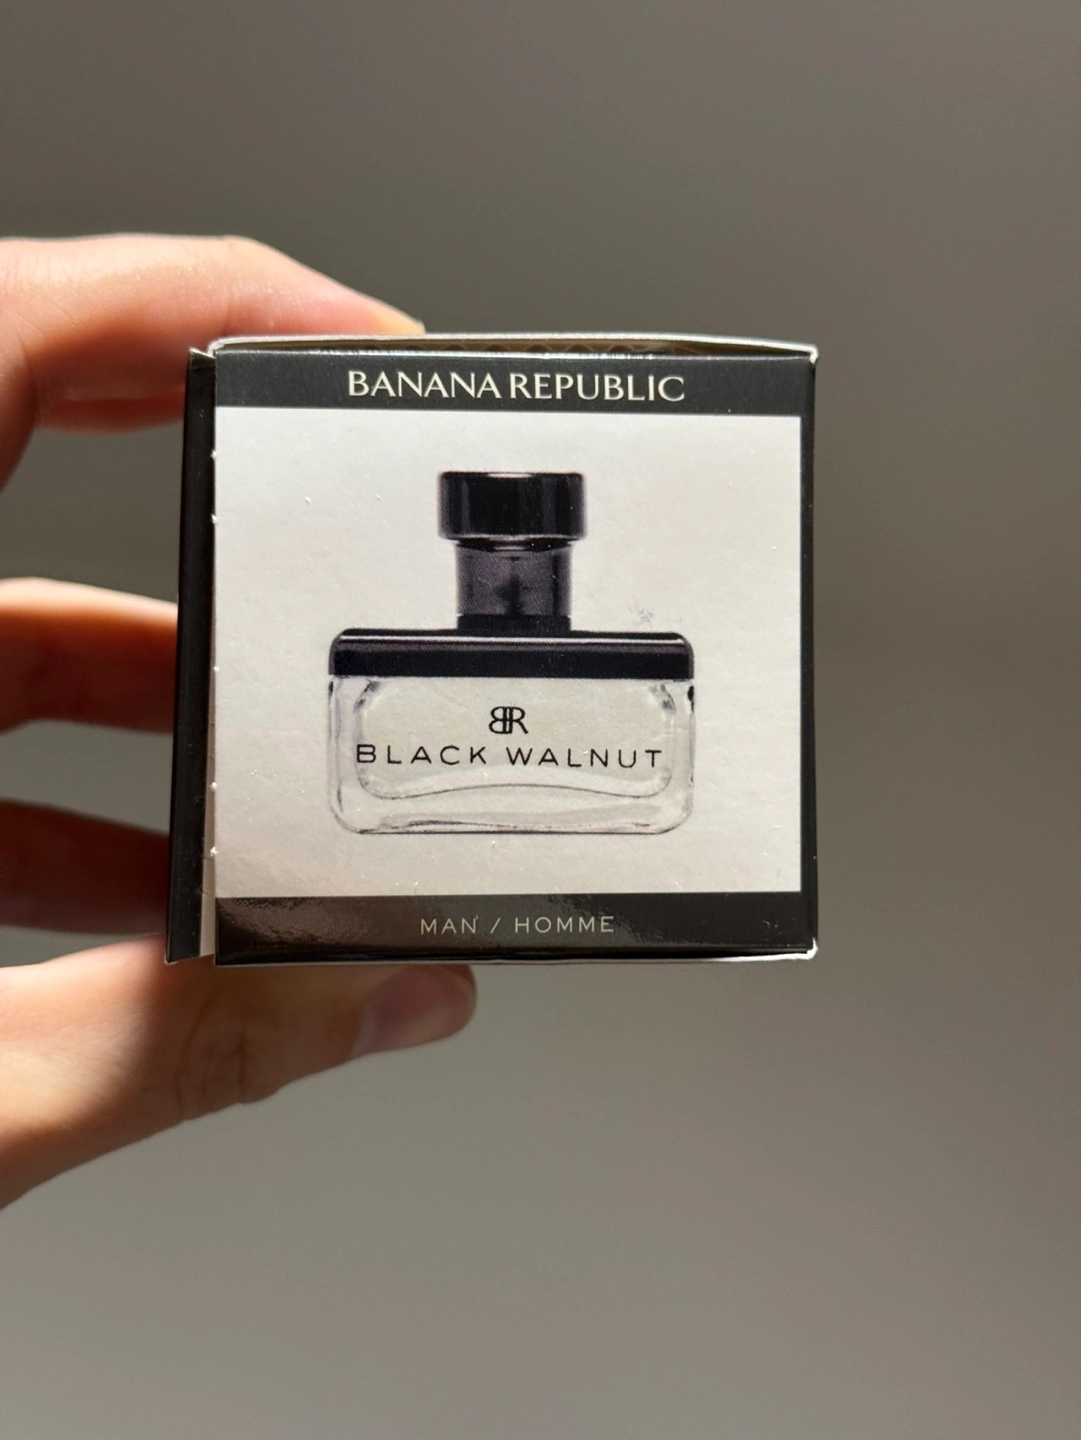 BANANA REPUBLIC
BR
BLACK WALNUT
MAN / HOMME